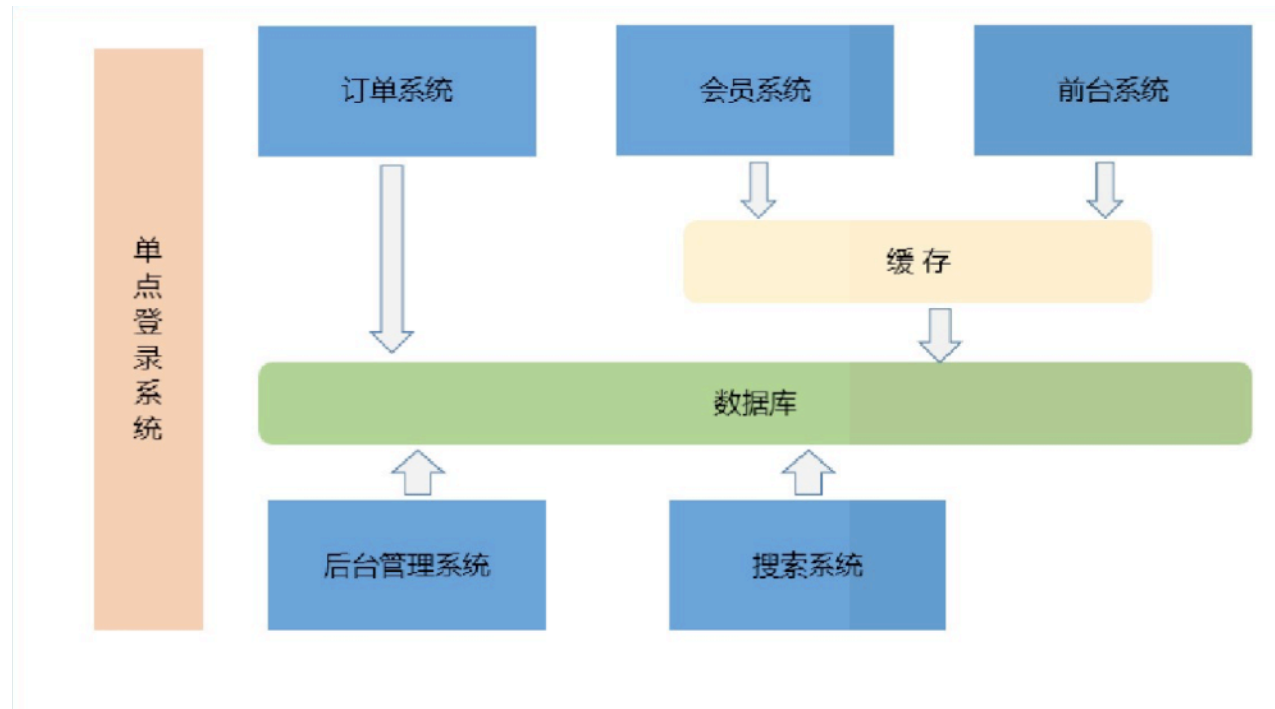 订单系统
会员系统
前台系统
单点登录系统
缓 存
数据库
后台管理系统
搜索系统